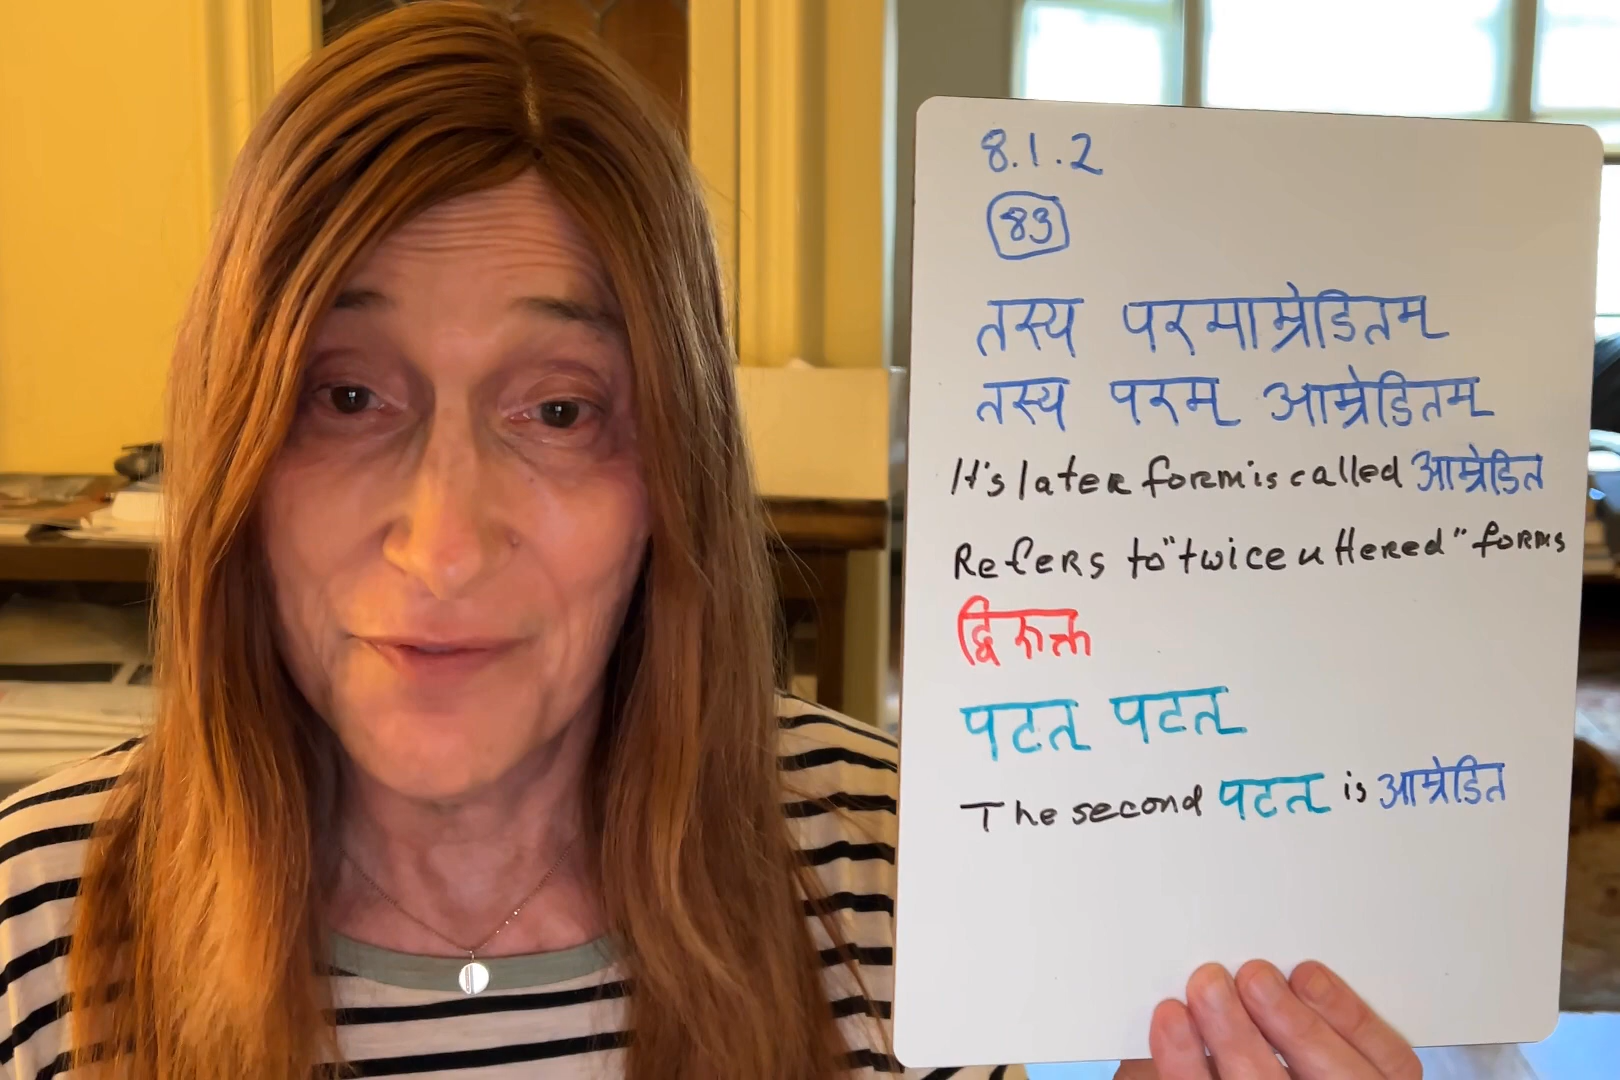 8.1.2
83
तस्य परमाम्रेडितम्
तस्य परम् आम्रेडितम्
It's later form is called आम्रेडित
Refers to "twice uttered" forms
द्विरुक्त
पटत् पटत्
The second पटत् is आम्रेडित